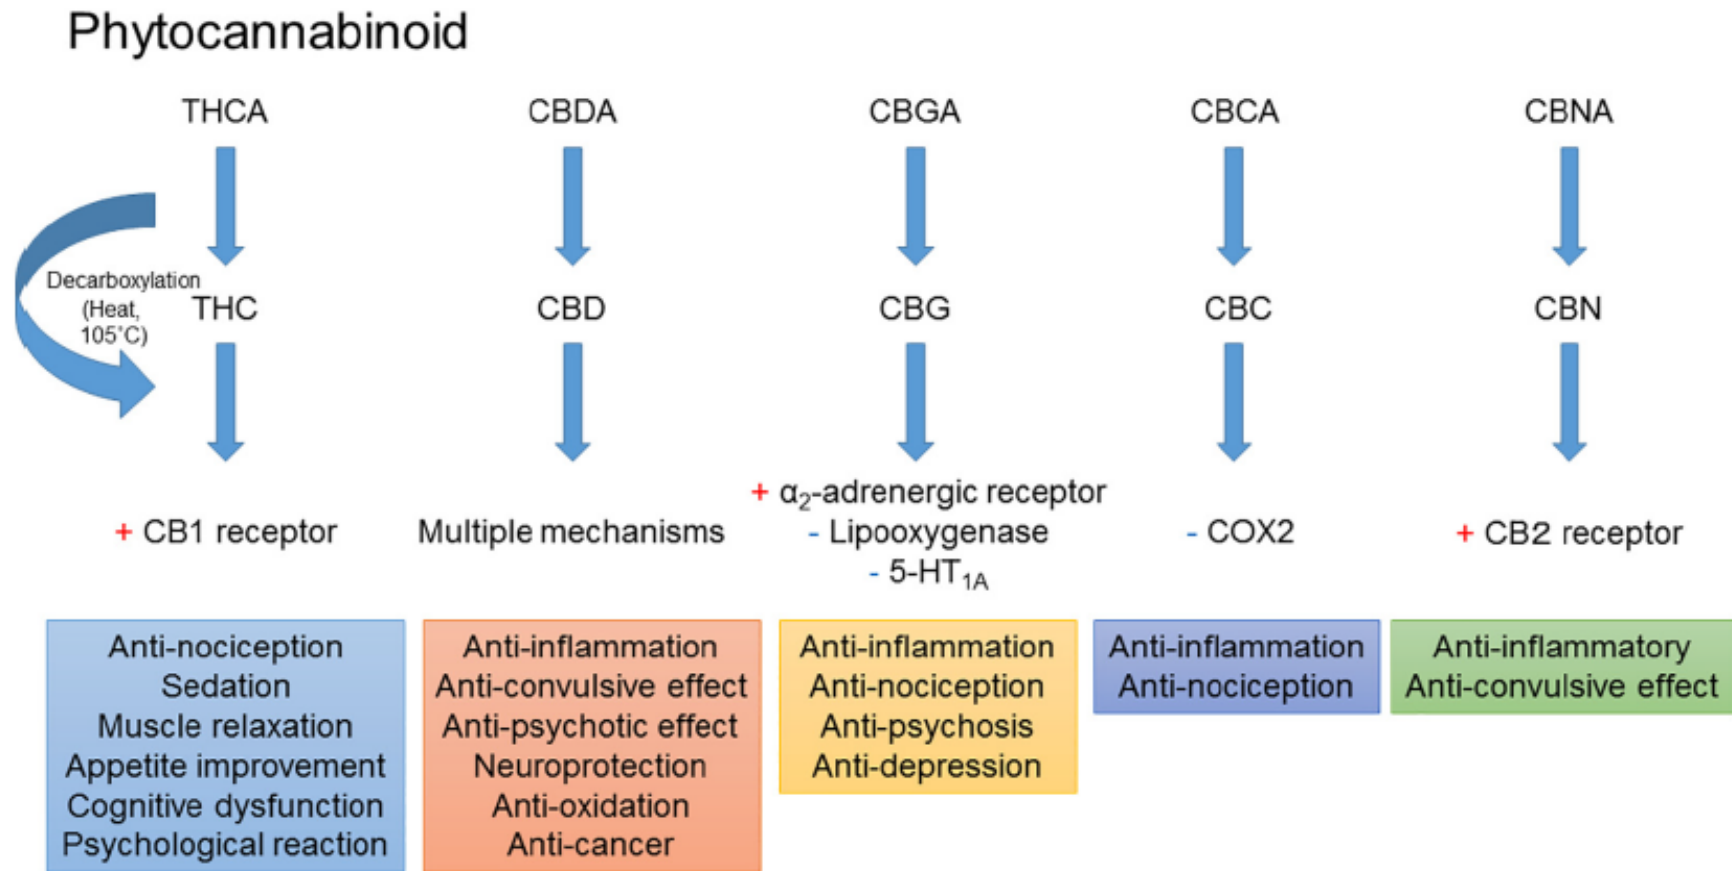 Phytocannabinoid
THCA
CBDA
CBGA
CBCA
CBNA
Decarboxylation
(Heat,
105°C)
THC
CBD
CBG
CBC
CBN
+ CB1 receptor
Multiple mechanisms
+ α₂-adrenergic receptor
- Lipooxygenase
- 5-HT₁A
- COX2
+ CB2 receptor
Anti-nociception
Sedation
Muscle relaxation
Appetite improvement
Cognitive dysfunction
Psychological reaction
Anti-inflammation
Anti-convulsive effect
Anti-psychotic effect
Neuroprotection
Anti-oxidation
Anti-cancer
Anti-inflammation
Anti-nociception
Anti-psychosis
Anti-depression
Anti-inflammation
Anti-nociception
Anti-inflammatory
Anti-convulsive effect